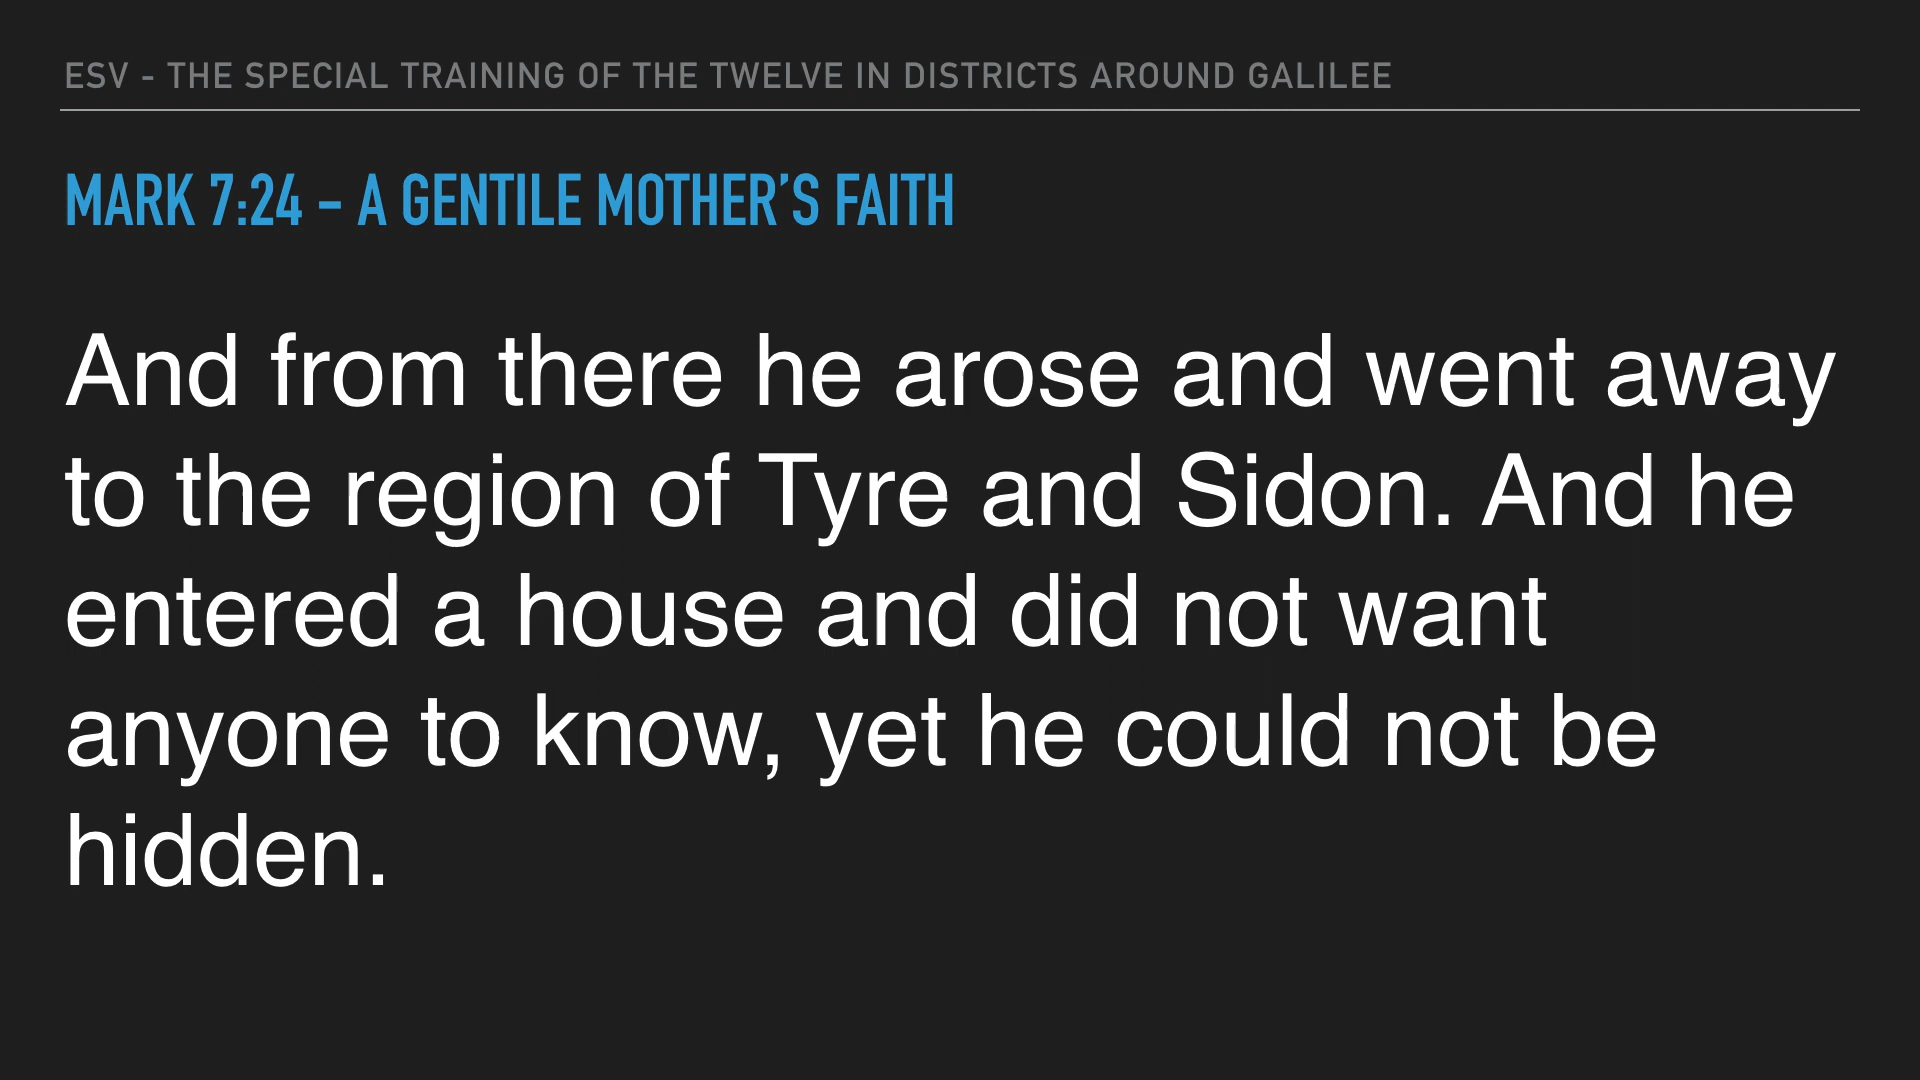 ESV - THE SPECIAL TRAINING OF THE TWELVE IN DISTRICTS AROUND GALILEE
MARK 7:24 – A GENTILE MOTHER’S FAITH
And from there he arose and went away
to the region of Tyre and Sidon. And he
entered a house and did not want
anyone to know, yet he could not be
hidden.